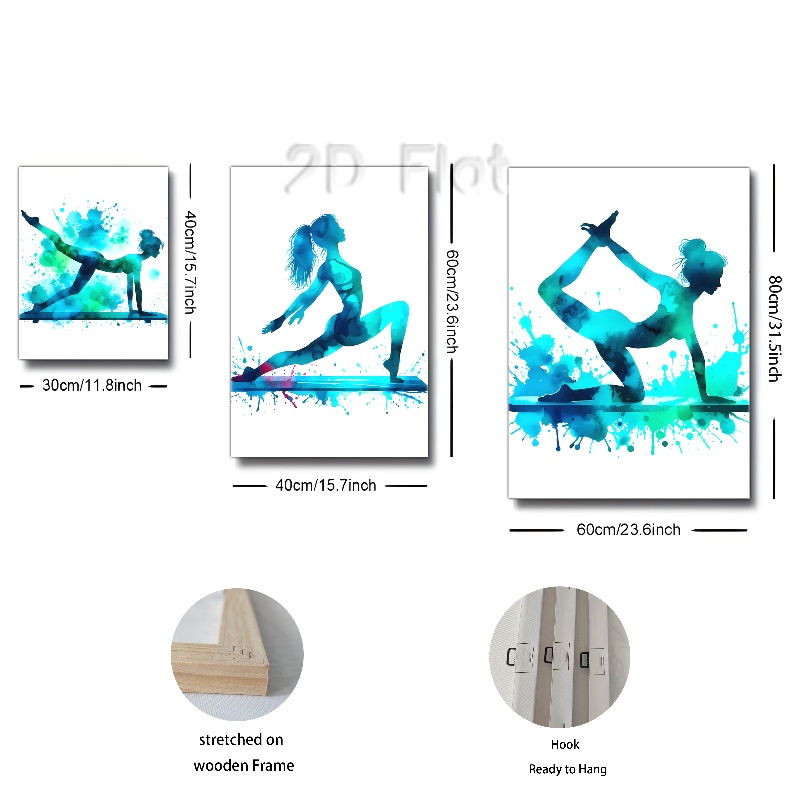 2D Flat
40cm/15.7inch
30cm/11.8inch
60cm/23.6inch
40cm/15.7inch
80cm/31.5inch
60cm/23.6inch
stretched on
wooden Frame
Hook
Ready to Hang